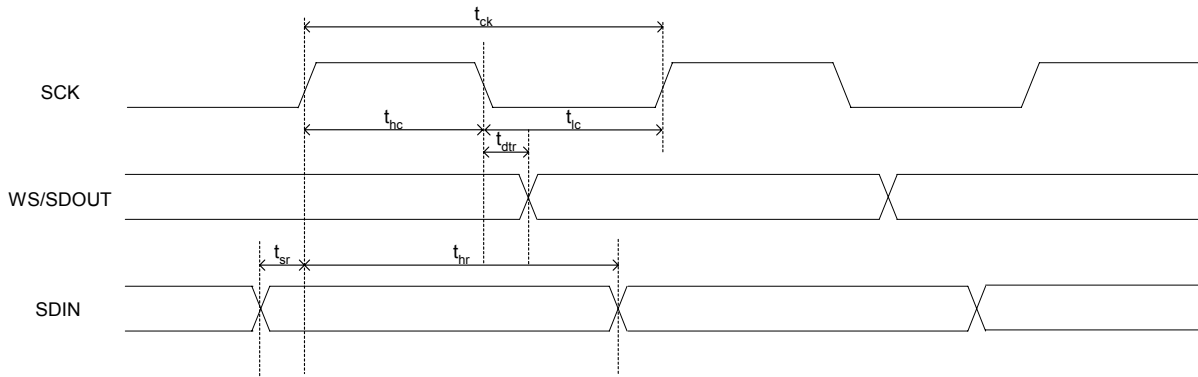 t_ck
SCK
t_hc
t_lc
t_dtr
WS/SDOUT
t_sr
t_hr
SDIN